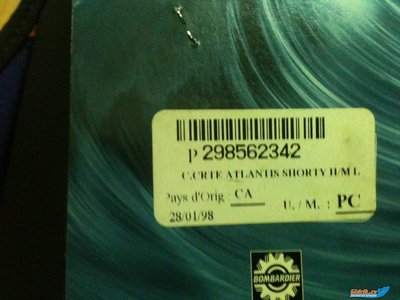 P 298562342
C.CRTE ATLANTIS SHORTY H/M L
Pays d'Orig: CA
U. / M. : PC
28/01/98
BOMBARDIER